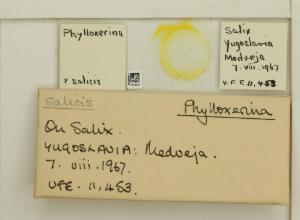 Phylloxerina
? salicis
Salix
Yugoslavia
Medveja
7. viii. 1967
V.F.E. 11,453
salicis
Phylloxerina
On Salix.
YUGOSLAVIA: Medveja.
7. viii. 1967.
VFE. 11,453.